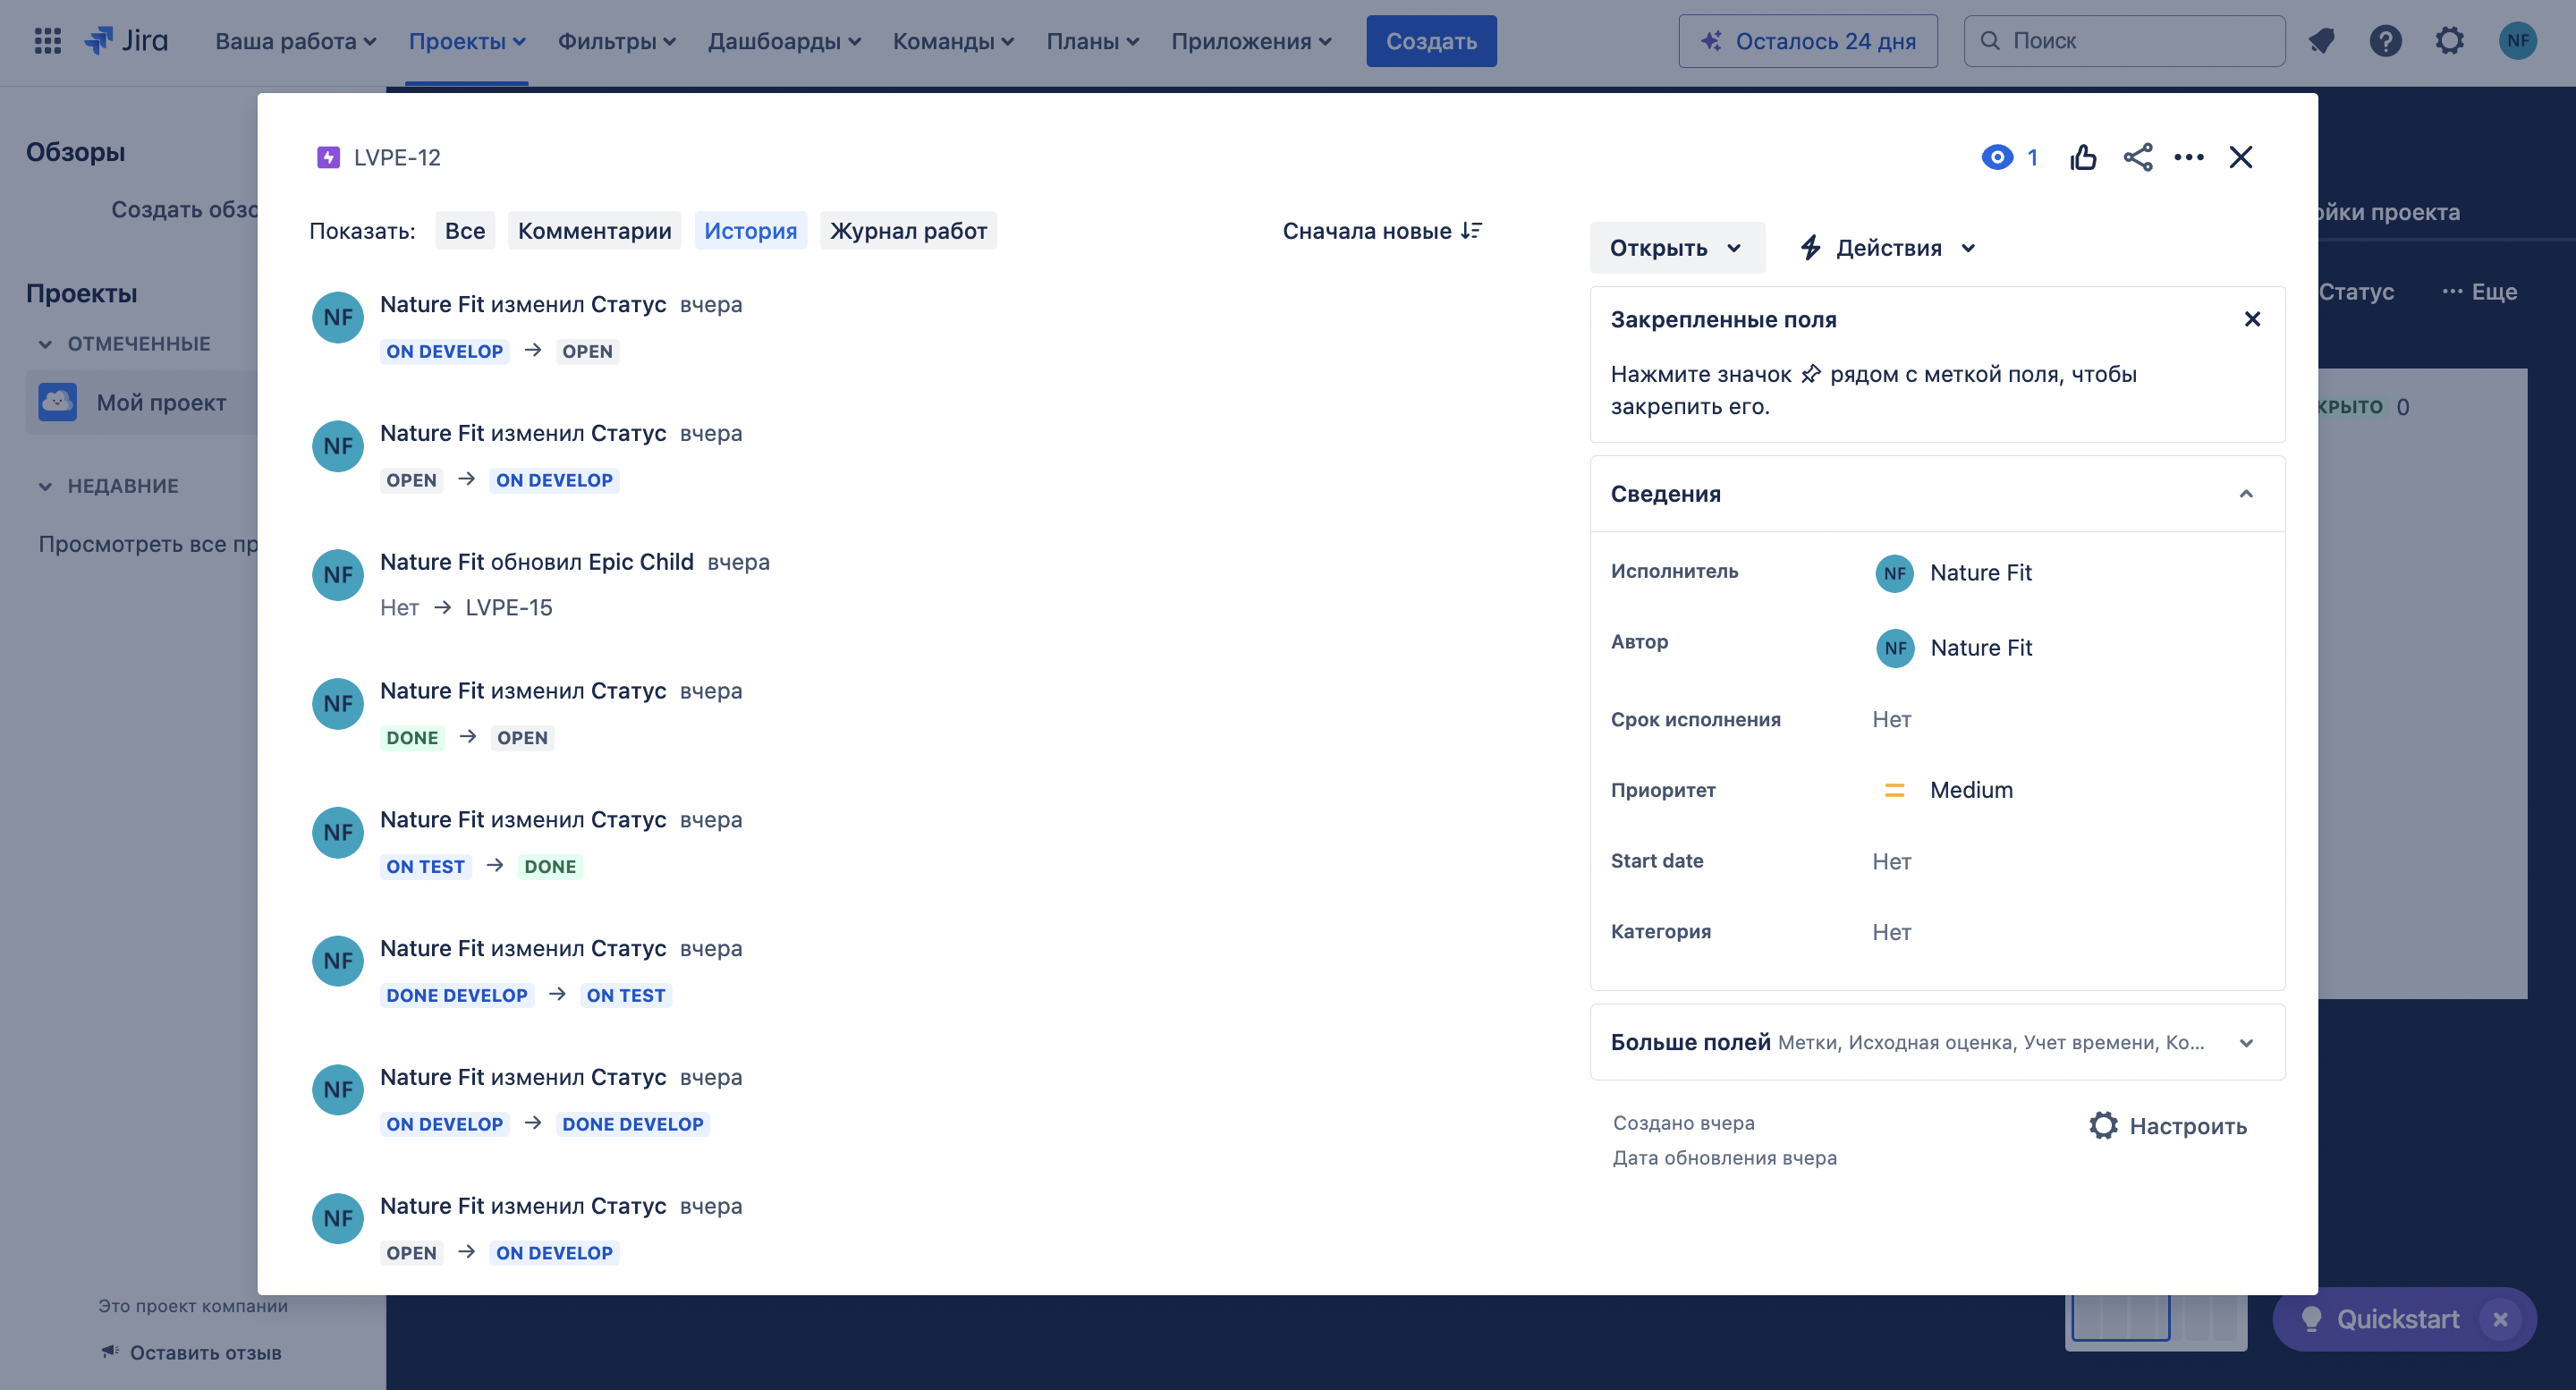 Jira
Ваша работа
Проекты
Фильтры
Дашборды
Команды
Планы
Приложения
Создать
Осталось 24 дня
Поиск
NF
Обзоры
Создать обзо
Проекты
ОТМЕЧЕННЫЕ
Мой проект
НЕДАВНИЕ
Просмотреть все пр
Это проект компании
Оставить отзыв
LVPE-12
1
Показать: Все Комментарии История Журнал работ
Сначала новые
NF Nature Fit изменил Статус вчера
ON DEVELOP → OPEN
NF Nature Fit изменил Статус вчера
OPEN → ON DEVELOP
NF Nature Fit обновил Epic Child вчера
Нет → LVPE-15
NF Nature Fit изменил Статус вчера
DONE → OPEN
NF Nature Fit изменил Статус вчера
ON TEST → DONE
NF Nature Fit изменил Статус вчера
DONE DEVELOP → ON TEST
NF Nature Fit изменил Статус вчера
ON DEVELOP → DONE DEVELOP
NF Nature Fit изменил Статус вчера
OPEN → ON DEVELOP
Открыть
Действия
Закрепленные поля
Нажмите значок рядом с меткой поля, чтобы
закрепить его.
Сведения
Исполнитель NF Nature Fit
Автор NF Nature Fit
Срок исполнения Нет
Приоритет Medium
Start date Нет
Категория Нет
Больше полей Метки, Исходная оценка, Учет времени, Ко...
Создано вчера
Дата обновления вчера
Настроить
ойки проекта
Статус
Еще
КРЫТО 0
Quickstart